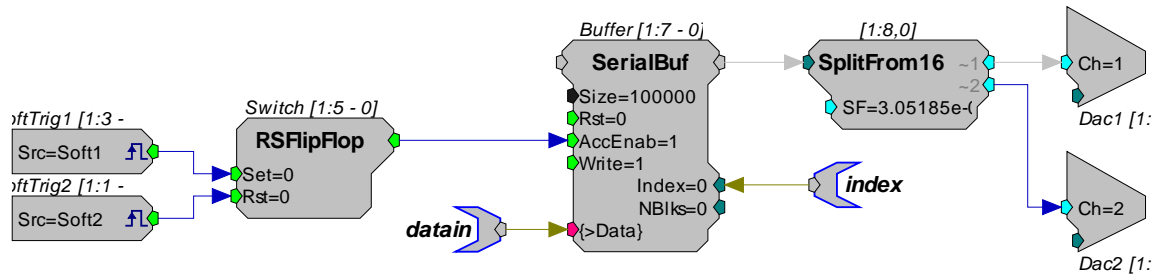 Buffer [1:7 - 0]
[1:8,0]
SerialBuf
SplitFrom16
~1
Ch=1
~2
Size=100000
SF=3.05185e-(
Switch [1:5 - 0]
Rst=0
Dac1 [1:
oftTrig1 [1:3 -
RSFlipFlop
AccEnab=1
Src=Soft1
Write=1
Set=0
Index=0
index
oftTrig2 [1:1 -
Rst=0
NBlks=0
Ch=2
Src=Soft2
datain
{>Data}
Dac2 [1: